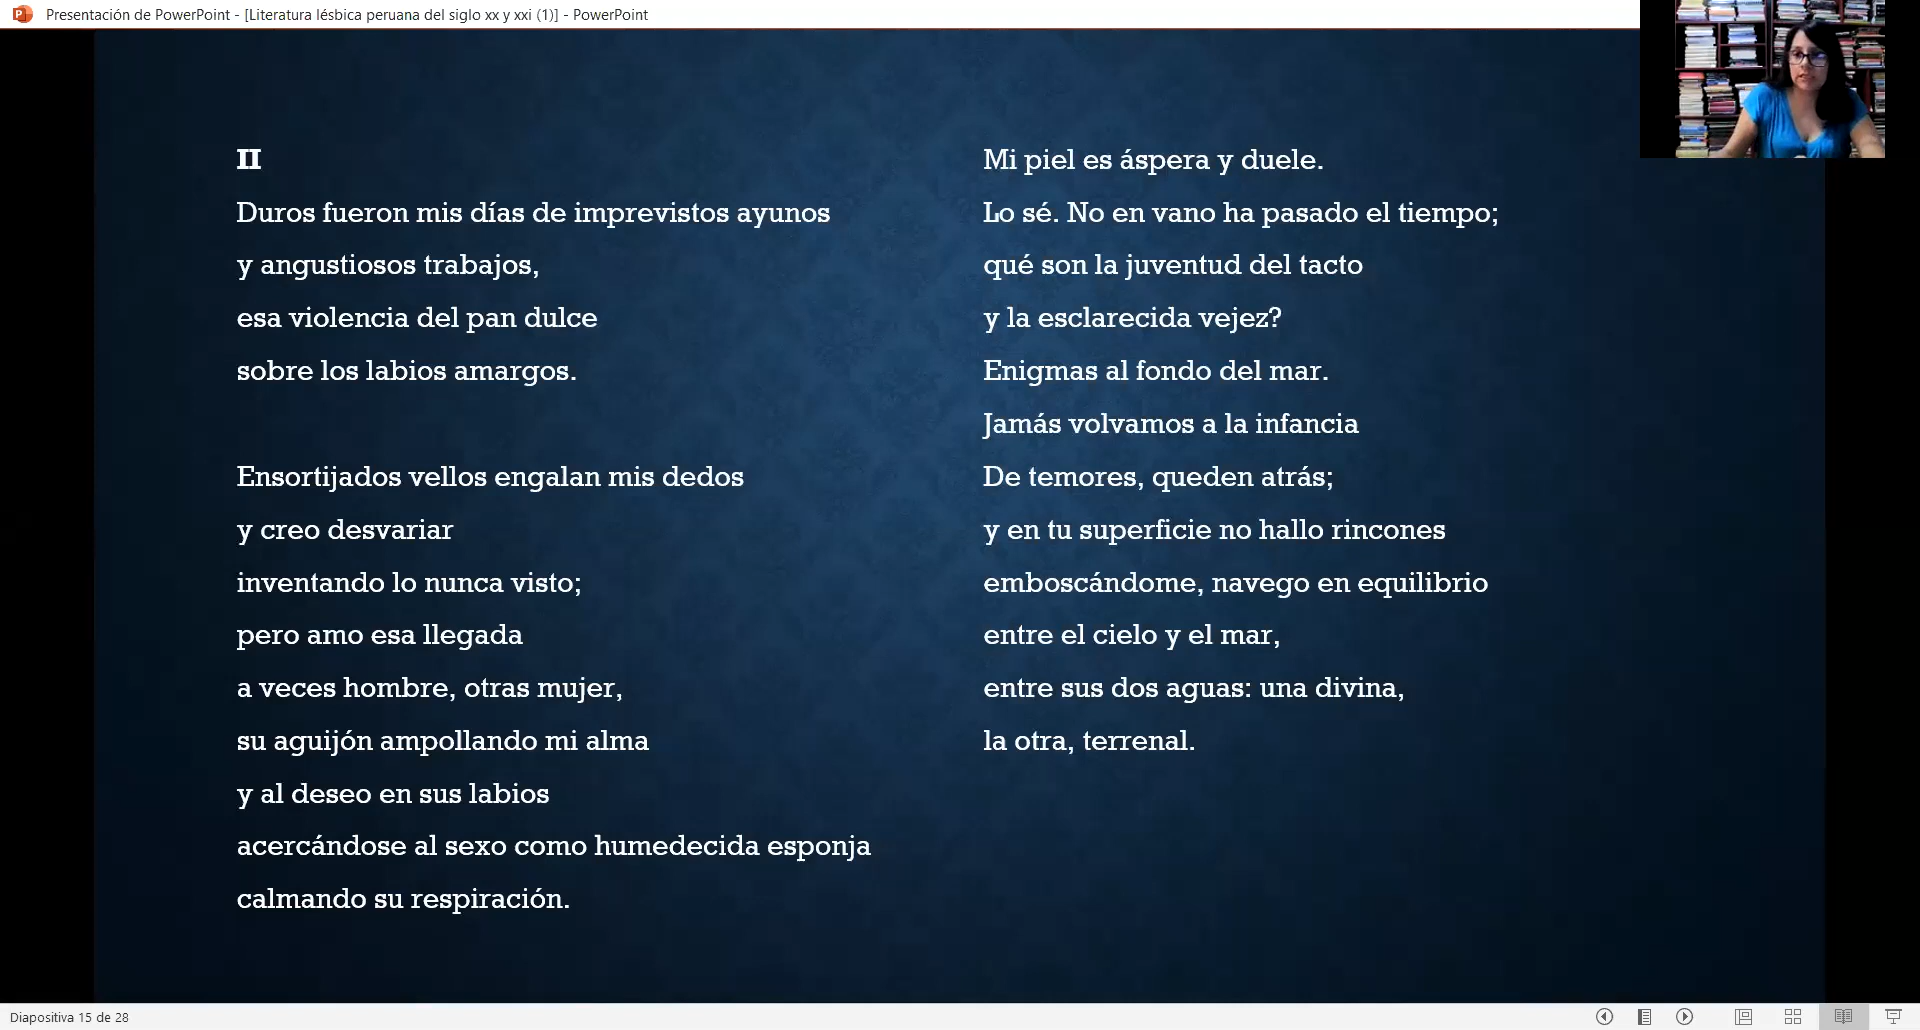 Presentación de PowerPoint - [Literatura lésbica peruana del siglo xx y xxi (1)] - PowerPoint
II
Duros fueron mis días de imprevistos ayunos
y angustiosos trabajos,
esa violencia del pan dulce
sobre los labios amargos.
Ensortijados vellos engalan mis dedos
y creo desvariar
inventando lo nunca visto;
pero amo esa llegada
a veces hombre, otras mujer,
su aguijón ampollando mi alma
y al deseo en sus labios
acercándose al sexo como humedecida esponja
calmando su respiración.
Mi piel es áspera y duele.
Lo sé. No en vano ha pasado el tiempo;
qué son la juventud del tacto
y la esclarecida vejez?
Enigmas al fondo del mar.
Jamás volvamos a la infancia
De temores, queden atrás;
y en tu superficie no hallo rincones
emboscándome, navego en equilibrio
entre el cielo y el mar,
entre sus dos aguas: una divina,
la otra, terrenal.
Diapositiva 15 de 28